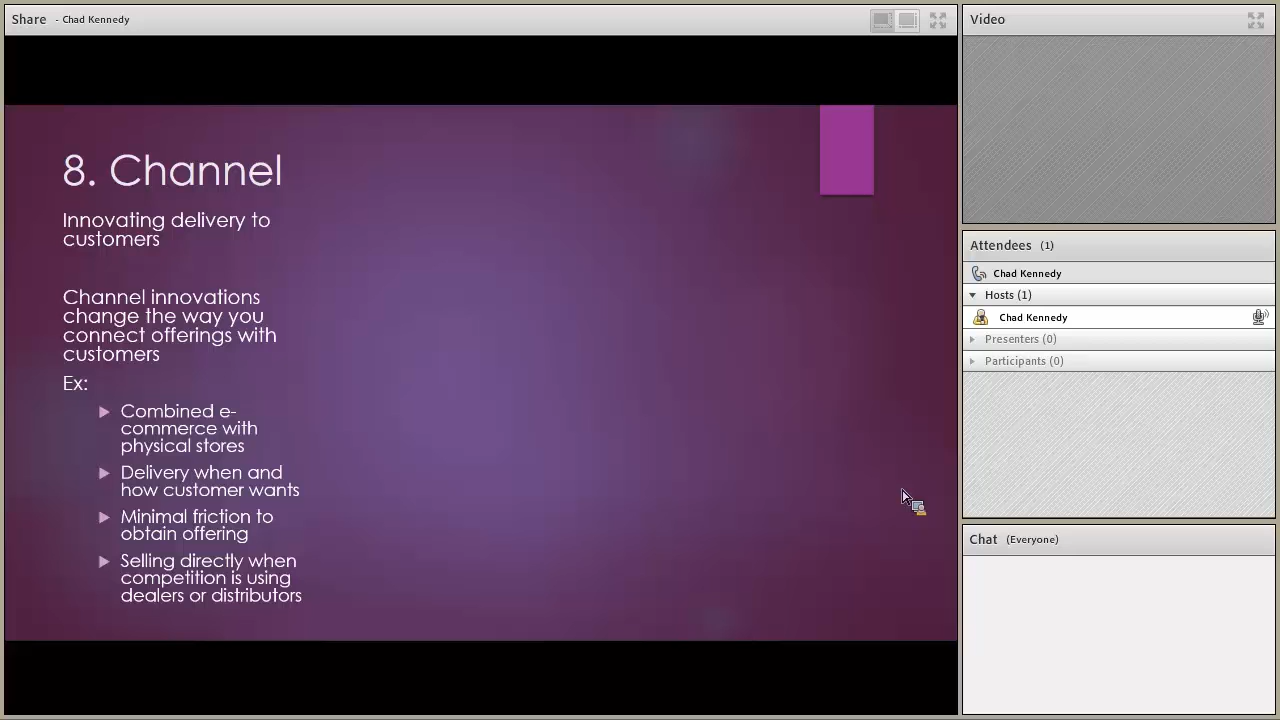 Share - Chad Kennedy
8. Channel
Innovating delivery to
customers
Channel innovations
change the way you
connect offerings with
customers
Ex:
Combined e-
commerce with
physical stores
Delivery when and
how customer wants
Minimal friction to
obtain offering
Selling directly when
competition is using
dealers or distributors
Video
Attendees (1)
Chad Kennedy
Hosts (1)
Chad Kennedy
Presenters (0)
Participants (0)
Chat (Everyone)